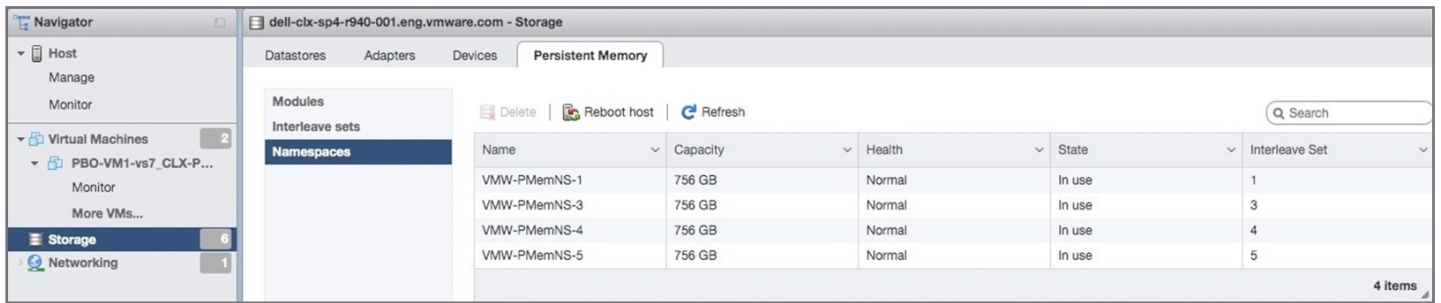 Navigator
Host
Manage
Monitor
Virtual Machines 2
PBO-VM1-vs7_CLX-P...
Monitor
More VMs...
Storage 6
Networking 1
dell-clx-sp4-r940-001.eng.vmware.com - Storage
Datastores Adapters Devices Persistent Memory
Modules
Interleave sets
Namespaces
Delete Reboot host Refresh Search
Name Capacity Health State Interleave Set
VMW-PMemNS-1 756 GB Normal In use 1
VMW-PMemNS-3 756 GB Normal In use 3
VMW-PMemNS-4 756 GB Normal In use 4
VMW-PMemNS-5 756 GB Normal In use 5
4 items